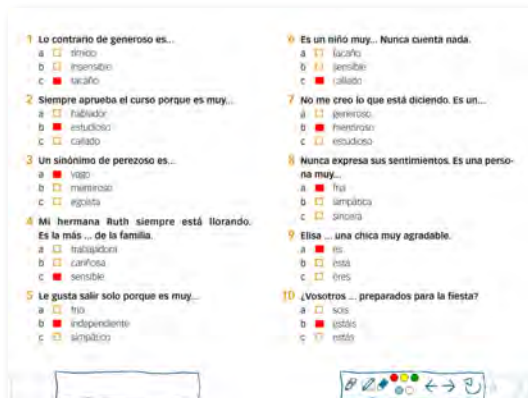 1 Lo contrario de generoso es...
a tímido
b insensible
c tacaño
2 Siempre aprueba el curso porque es muy...
a hablador
b estudioso
c callado
3 Un sinónimo de perezoso es...
a vago
b mentiroso
c egoísta
4 Mi hermana Ruth siempre está llorando.
Es la más ... de la familia.
a trabajadora
b cariñosa
c sensible
5 Le gusta salir solo porque es muy...
a frío
b independiente
c simpático
6 Es un niño muy... Nunca cuenta nada.
a tacaño
b sensible
c callado
7 No me creo lo que está diciendo. Es un...
a generoso
b mentiroso
c estudioso
8 Nunca expresa sus sentimientos. Es una perso-
na muy...
a fría
b simpática
c sincera
9 Elisa ... una chica muy agradable.
a es
b está
c eres
10 ¿Vosotros ... preparados para la fiesta?
a sois
b estáis
c estás